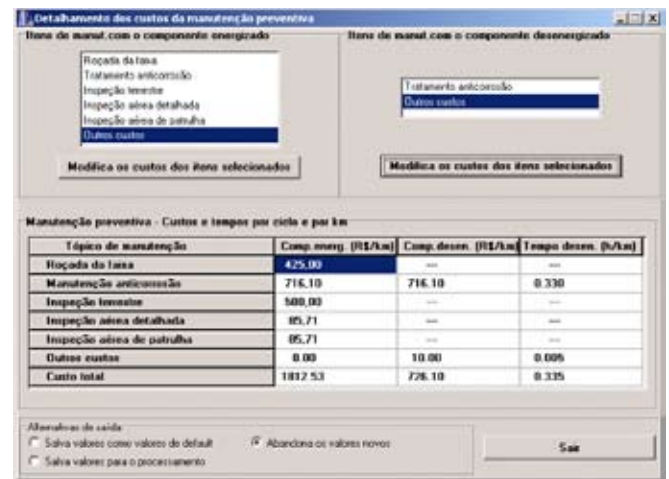 Detalhamento dos custos da manutenção preventiva
Itens de manut.com o componente energizado
Roçada da faixa
Tratamento anticorrosão
Inspeção terrestre
Inspeção aérea detalhada
Inspeção aérea de patrulha
Outros custos
Modifica os custos dos itens selecionados
Itens de manut.com o componente desenergizado
Tratamento anticorrosão
Outros custos
Modifica os custos dos itens selecionados
Manutenção preventiva - Custos e tempos por ciclo e por km
Tópico de manutenção Comp.energ. (R$/km) Comp.desen. (R$/km) Tempo desen. (h/km)
Roçada da faixa 425,00 --- ---
Manutenção anticorrosão 716.10 716.10 0.330
Inspeção terrestre 500,00 --- ---
Inspeção aérea detalhada 85,71 --- ---
Inspeção aérea de patrulha 85,71 --- ---
Outros custos 0.00 10.00 0.005
Custo total 1812.53 726.10 0.335
Alternativas de saída
Salva valores como valores de default
Abandona os valores novos
Salva valores para o processamento
Sair